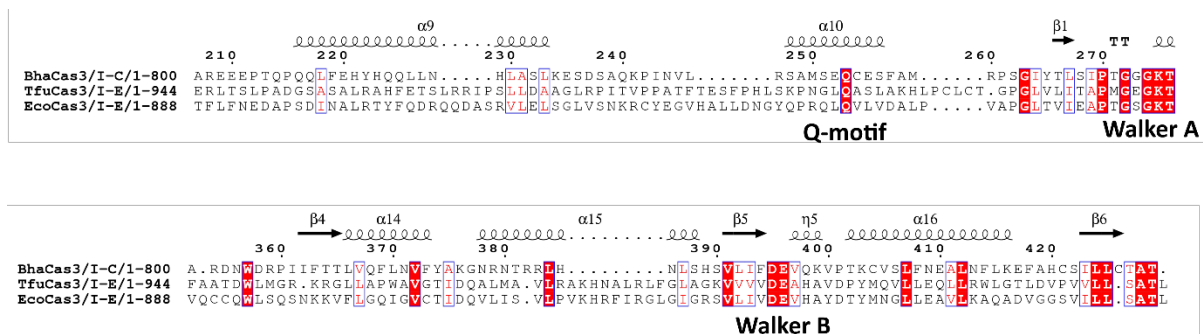 α9 α10 β1 TT
210 220 230 240 250 260 270
BhaCas3/I-C/1-800 AREEEPTQPQQLFEHYHQQLLN.....HLASLKESDSAQKPINVL.......RSAMSEQCESFAM.....RPSGIYTLSIPTGGGKT
TfuCas3/I-E/1-944 ERLTSLPADGSASALRAHFETSLRRIPSLLDAAGLRPITVPPATFTESFPHLSKPNGLQASLAKHLPCLCT.GPGLVLITAPMGEGKT
EcoCas3/I-E/1-888 TFLFNEDAPSDINALRTYFQDRQQDASRVLELSGLVSNKRCYEGVHALLDNGYQPRQLQVLVDALP.....VAPGLTVIEAPTGSGKT
Q-motif Walker A
β4 α14 α15 β5 η5 α16 β6
360 370 380 390 400 410 420
BhaCas3/I-C/1-800 A.RDNWDRPIIFTTLVQFLNVFYAKGNRNTRRLH.......NLSHSVLIFDEVQKVPTKCVSLFNEALNFLKEFAHCSILLCTAT.
TfuCas3/I-E/1-944 FAATDWLMGR.KRGLLAPWAVGTIDQALMA.VLRAKHNALRLFGLAGKVVVVDEAHAVDPYMQVLLEQLLRWLGTLDVPVVLL.SATL
EcoCas3/I-E/1-888 VQCCQWLSQSNKKVFLGQIGVCTIDQVLIS.VLPVKHRFIRGLGIGRSVLIVDEVHAYDTYMNGLLEAVLKAQADVGGSVILL.SATL
Walker B